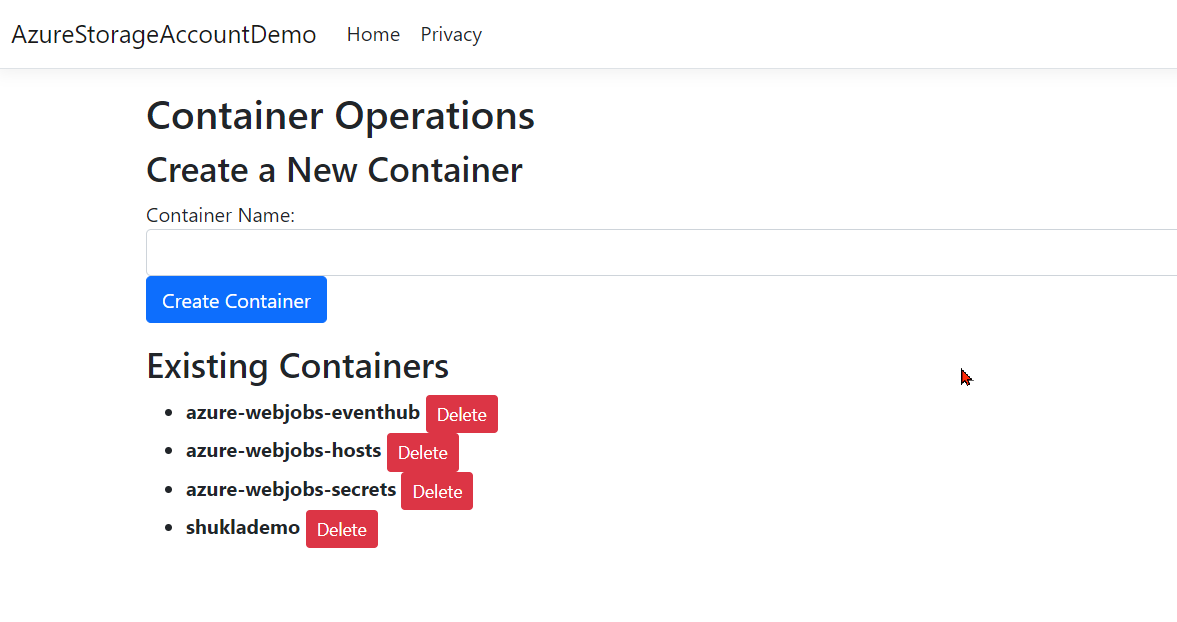 AzureStorageAccountDemo Home Privacy
Container Operations
Create a New Container
Container Name:
Create Container
Existing Containers
azure-webjobs-eventhub Delete
azure-webjobs-hosts Delete
azure-webjobs-secrets Delete
shuklademo Delete